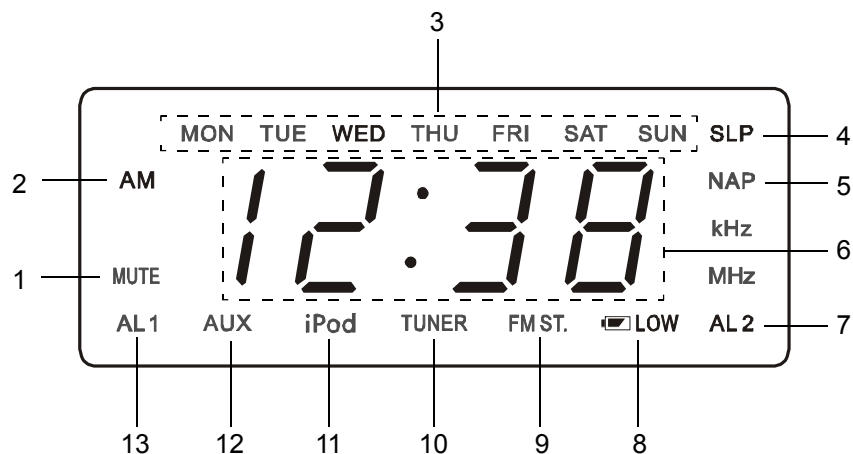 3
MON TUE WED THU FRI SAT SUN SLP 4
2 AM NAP 5
12:38
kHz 6
1 MUTE MHz
AL1 AUX iPod TUNER FM ST. LOW AL2 7
13 12 11 10 9 8